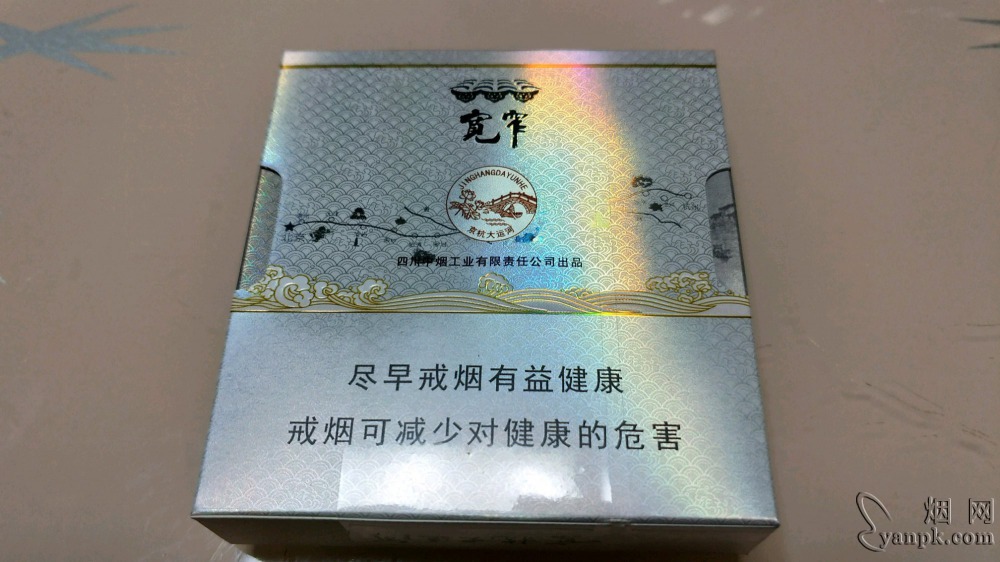 宽窄
JINGHANGDAYUNHE
京杭大运河
四川中烟工业有限责任公司出品
尽早戒烟有益健康
戒烟可减少对健康的危害
烟网
yanpk.com